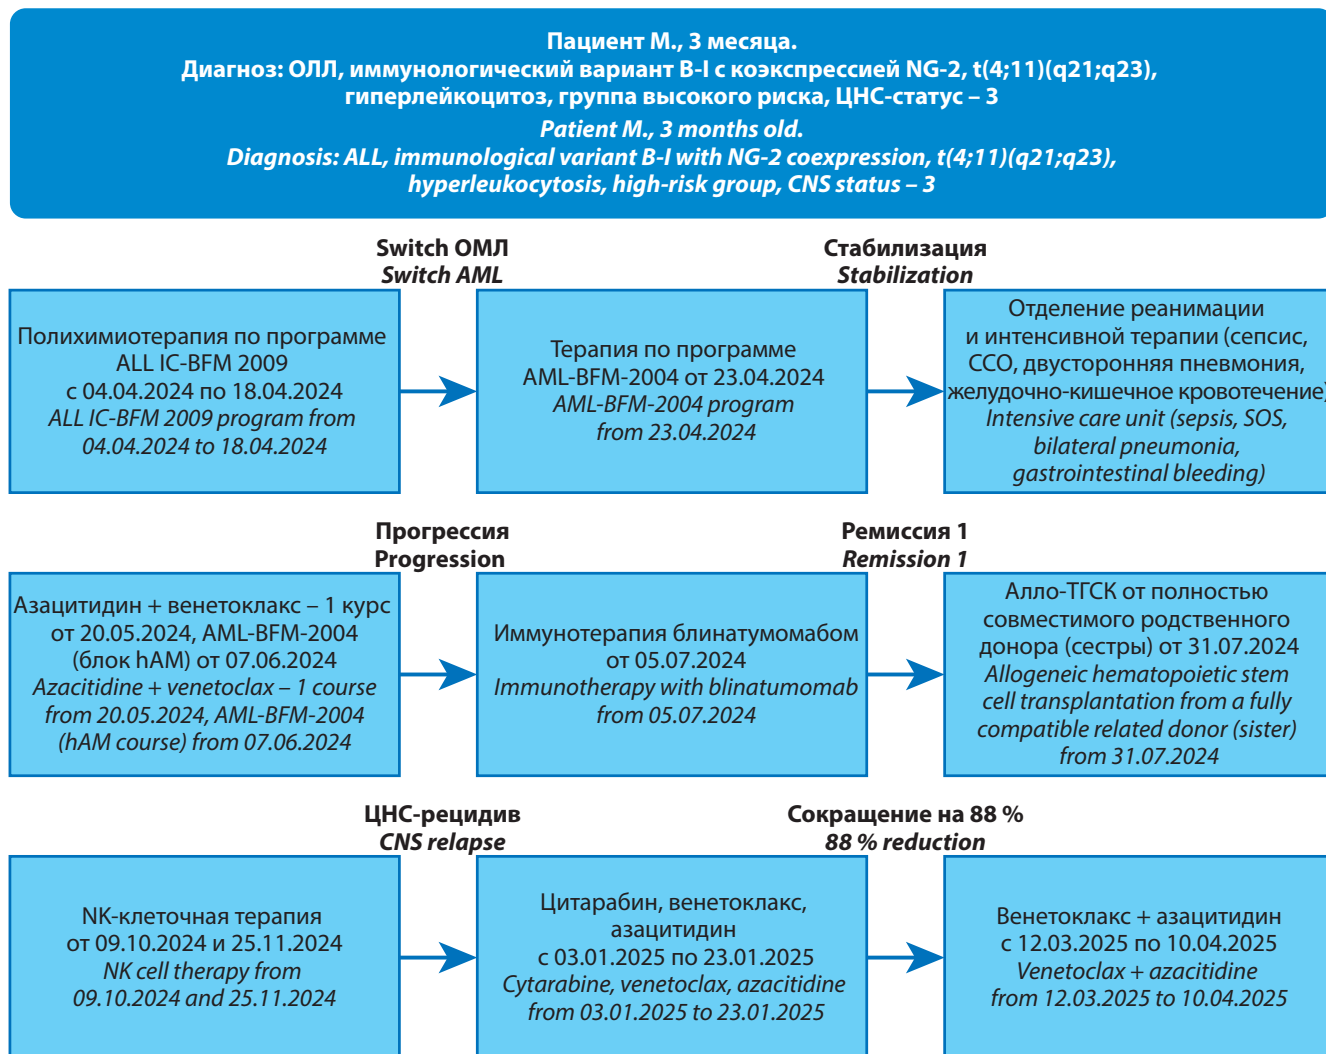 Пациент М., 3 месяца.
Диагноз: ОЛЛ, иммунологический вариант B-I с коэкспрессией NG-2, t(4;11)(q21;q23),
гиперлейкоцитоз, группа высокого риска, ЦНС-статус – 3
Patient M., 3 months old.
Diagnosis: ALL, immunological variant B-I with NG-2 coexpression, t(4;11)(q21;q23),
hyperleukocytosis, high-risk group, CNS status – 3
Switch ОМЛ
Switch AML
Стабилизация
Stabilization
Полихимиотерапия по программе
ALL IC-BFM 2009
с 04.04.2024 по 18.04.2024
ALL IC-BFM 2009 program from
04.04.2024 to 18.04.2024
Терапия по программе
AML-BFM-2004 от 23.04.2024
AML-BFM-2004 program
from 23.04.2024
Отделение реанимации
и интенсивной терапии (сепсис,
ССО, двусторонняя пневмония,
желудочно-кишечное кровотечение)
Intensive care unit (sepsis, SOS,
bilateral pneumonia,
gastrointestinal bleeding)
Прогрессия
Progression
Ремиссия 1
Remission 1
Азацитидин + венетоклакс – 1 курс
от 20.05.2024, AML-BFM-2004
(блок hAM) от 07.06.2024
Azacitidine + venetoclax – 1 course
from 20.05.2024, AML-BFM-2004
(hAM course) from 07.06.2024
Иммунотерапия блинатумомабом
от 05.07.2024
Immunotherapy with blinatumomab
from 05.07.2024
Алло-ТГСК от полностью
совместимого родственного
донора (сестры) от 31.07.2024
Allogeneic hematopoietic stem
cell transplantation from a fully
compatible related donor (sister)
from 31.07.2024
ЦНС-рецидив
CNS relapse
Сокращение на 88 %
88 % reduction
NK-клеточная терапия
от 09.10.2024 и 25.11.2024
NK cell therapy from
09.10.2024 and 25.11.2024
Цитарабин, венетоклакс,
азацитидин
с 03.01.2025 по 23.01.2025
Cytarabine, venetoclax, azacitidine
from 03.01.2025 to 23.01.2025
Венетоклакс + азацитидин
с 12.03.2025 по 10.04.2025
Venetoclax + azacitidine
from 12.03.2025 to 10.04.2025